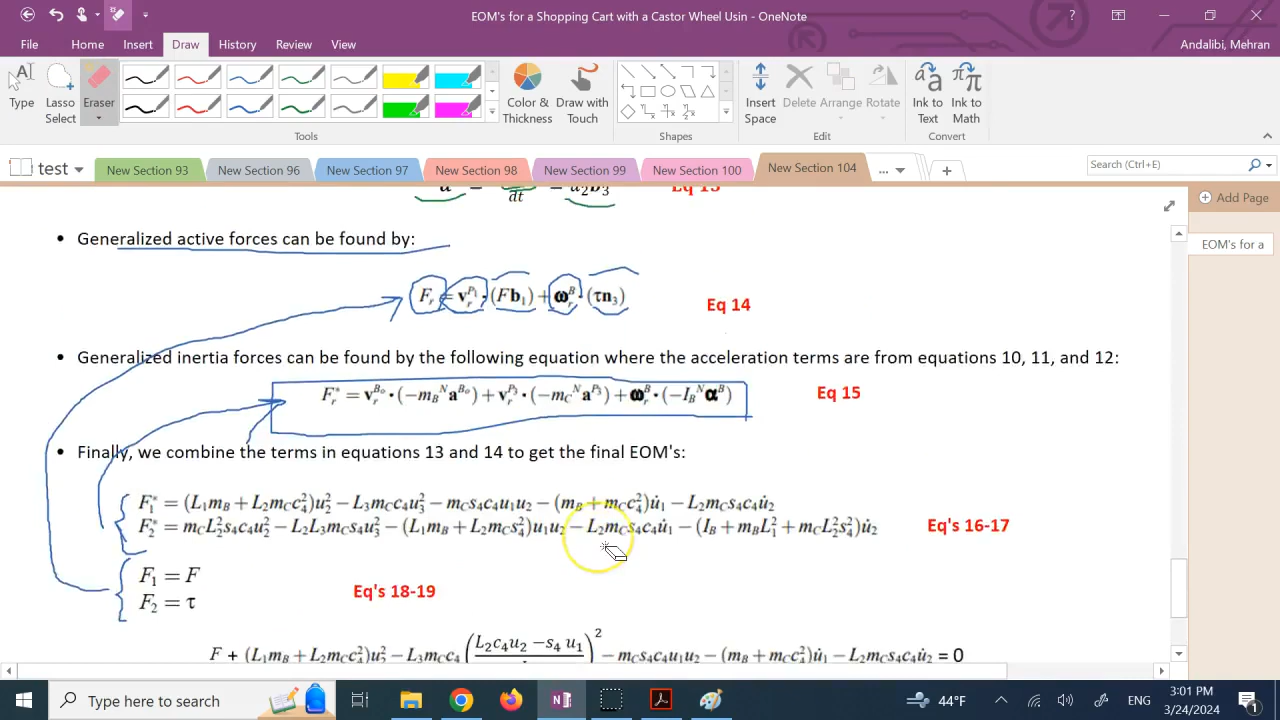 EOM's for a Shopping Cart with a Castor Wheel Usin - OneNote
Andalibi, Mehran
File Home Insert Draw History Review View
Type Lasso Select Eraser Color & Thickness Draw with Touch Insert Space Delete Arrange Rotate Ink to Text Ink to Math
Tools Shapes Edit Convert
test New Section 93 New Section 96 New Section 97 New Section 98 New Section 99 New Section 100 New Section 104 ... + Search (Ctrl+E)
Add Page
EOM's for a
dt
• Generalized active forces can be found by:
F_r = v_r^{P_1} • (Fb_1) + ω_r^B • (τn_3) Eq 14
• Generalized inertia forces can be found by the following equation where the acceleration terms are from equations 10, 11, and 12:
F_r^* = v_r^{B_o} • (−m_B ^N a^{B_o}) + v_r^{P_3} • (−m_C ^N a^{P_3}) + ω_r^B • (−I_B ^N α^B) Eq 15
• Finally, we combine the terms in equations 13 and 14 to get the final EOM's:
F_1^* = (L_1 m_B + L_2 m_C c_4^2)u_2^2 − L_3 m_C c_4 u_3^2 − m_C s_4 c_4 u_1 u_2 − (m_B + m_C c_4^2)u̇_1 − L_2 m_C s_4 c_4 u̇_2
F_2^* = m_C L_2^2 s_4 c_4 u_2^2 − L_2 L_3 m_C s_4 u_3^2 − (L_1 m_B + L_2 m_C s_4^2)u_1 u_2 − L_2 m_C s_4 c_4 u̇_1 − (I_B + m_B L_1^2 + m_C L_2^2 s_4^2)u̇_2 Eq's 16-17
F_1 = F
F_2 = τ Eq's 18-19
F + (L_1 m_B + L_2 m_C c_4^2)u_2^2 − L_3 m_C c_4 ((L_2 c_4 u_2 − s_4 u_1)/ )^2 − m_C s_4 c_4 u_1 u_2 − (m_B + m_C c_4^2)u̇_1 − L_2 m_C s_4 c_4 u̇_2 = 0
Type here to search
44°F
ENG
3:01 PM
3/24/2024
1